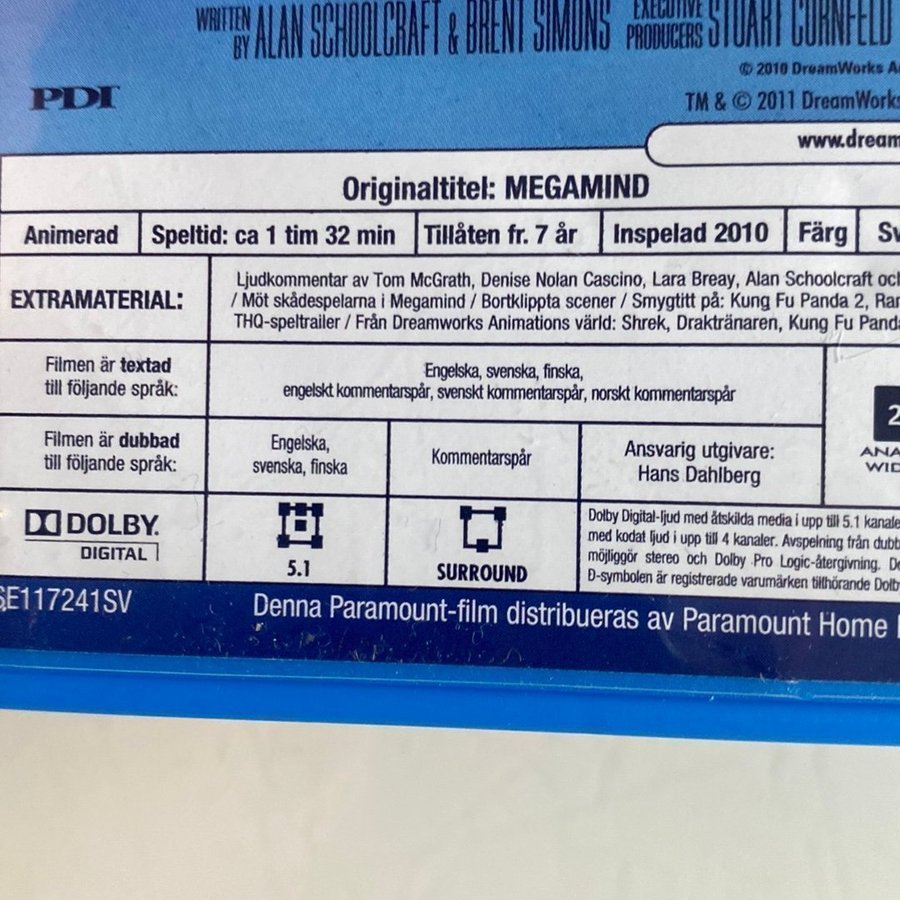 WRITTEN BY ALAN SCHOOLCRAFT & BRENT SIMONS EXECUTIVE PRODUCERS STUART CORNFELD
© 2010 DreamWorks
PDI
TM & © 2011 DreamWorks
www.dream
Originaltitel: MEGAMIND
Animerad
Speltid: ca 1 tim 32 min
Tillåten fr. 7 år
Inspelad 2010
Färg
EXTRAMATERIAL:
Ljudkommentar av Tom McGrath, Denise Nolan Cascino, Lara Breay, Alan Schoolcraft
/ Möt skådespelarna i Megamind / Bortklippta scener / Smygtitt på: Kung Fu Panda 2,
THQ-speltrailer / Från Dreamworks Animations värld: Shrek, Draktränaren, Kung Fu Panda
Filmen är textad
till följande språk:
Engelska, svenska, finska,
engelskt kommentarspår, svenskt kommentarspår, norskt kommentarspår
Filmen är dubbad
till följande språk:
Engelska,
svenska, finska
Kommentarspår
Ansvarig utgivare:
Hans Dahlberg
DOLBY.
DIGITAL
5.1
SURROUND
Dolby Digital-ljud med åtskilda media i upp till 5.1
med kodat ljud i upp till 4 kanaler. Avspelning från
möjliggör stereo och Dolby Pro Logic-återgivning.
D-symbolen är registrerade varumärken tillhörande
SE117241SV
Denna Paramount-film distribueras av Paramount Home